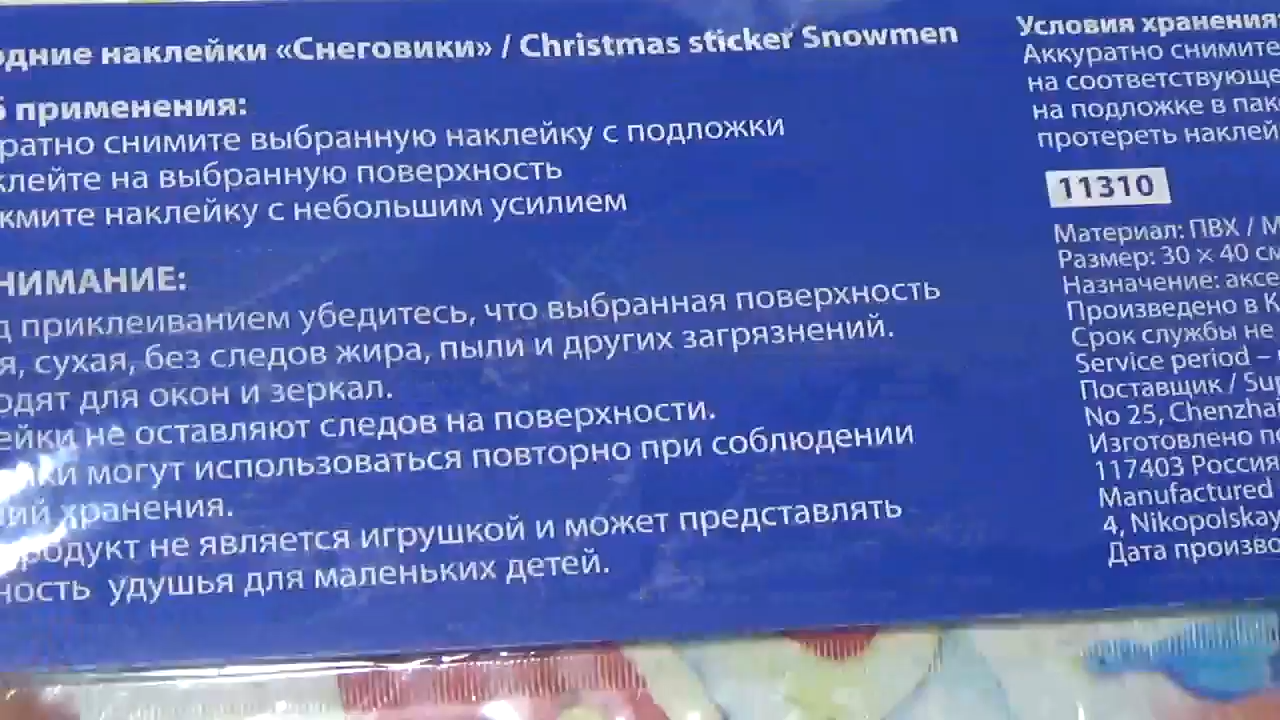 одние наклейки «Снеговики» / Christmas sticker Snowmen
б применения:
ратно снимите выбранную наклейку с подложки
клейте на выбранную поверхность
жмите наклейку с небольшим усилием
НИМАНИЕ:
д приклеиванием убедитесь, что выбранная поверхность
я, сухая, без следов жира, пыли и других загрязнений.
одят для окон и зеркал.
ейки не оставляют следов на поверхности.
йки могут использоваться повторно при соблюдении
ий хранения.
родукт не является игрушкой и может представлять
ность удушья для маленьких детей.
Условия хранения:
Аккуратно снимите
на соответствующе
на подложке в пак
протереть наклей
11310
Материал: ПВХ / M
Размер: 30 × 40 см
Назначение: аксе
Произведено в К
Срок службы не
Service period –
Поставщик / Sup
No 25, Chenzha
Изготовлено по
117403 Россия
Manufactured
4, Nikopolskay
Дата произво